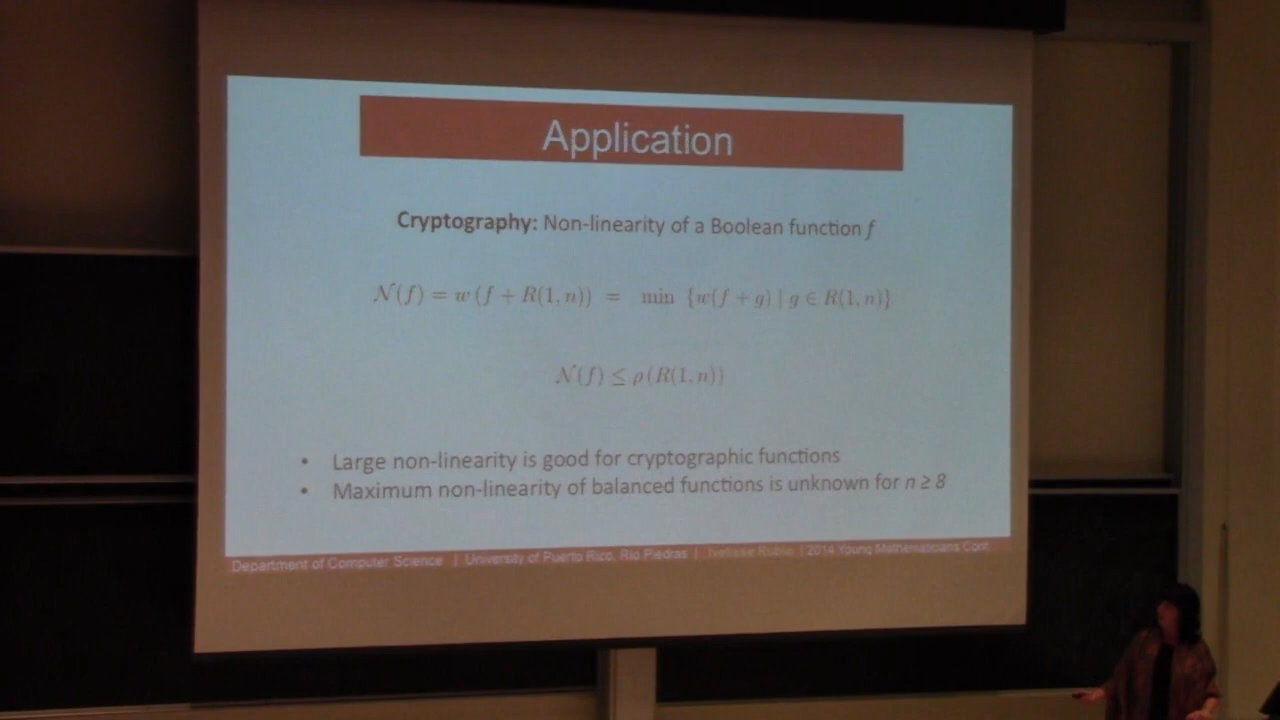 Application
Cryptography: Non-linearity of a Boolean function f
𝒩(f) = w (f + R(1, n)) = min {w(f + g) | g ∈ R(1, n)}
𝒩(f) ≤ ρ(R(1, n))
• Large non-linearity is good for cryptographic functions
• Maximum non-linearity of balanced functions is unknown for n ≥ 8
Department of Computer Science | University of Puerto Rico, Rio Piedras | Ivelisse Rubio | 2014 Young Mathematicians Conf.